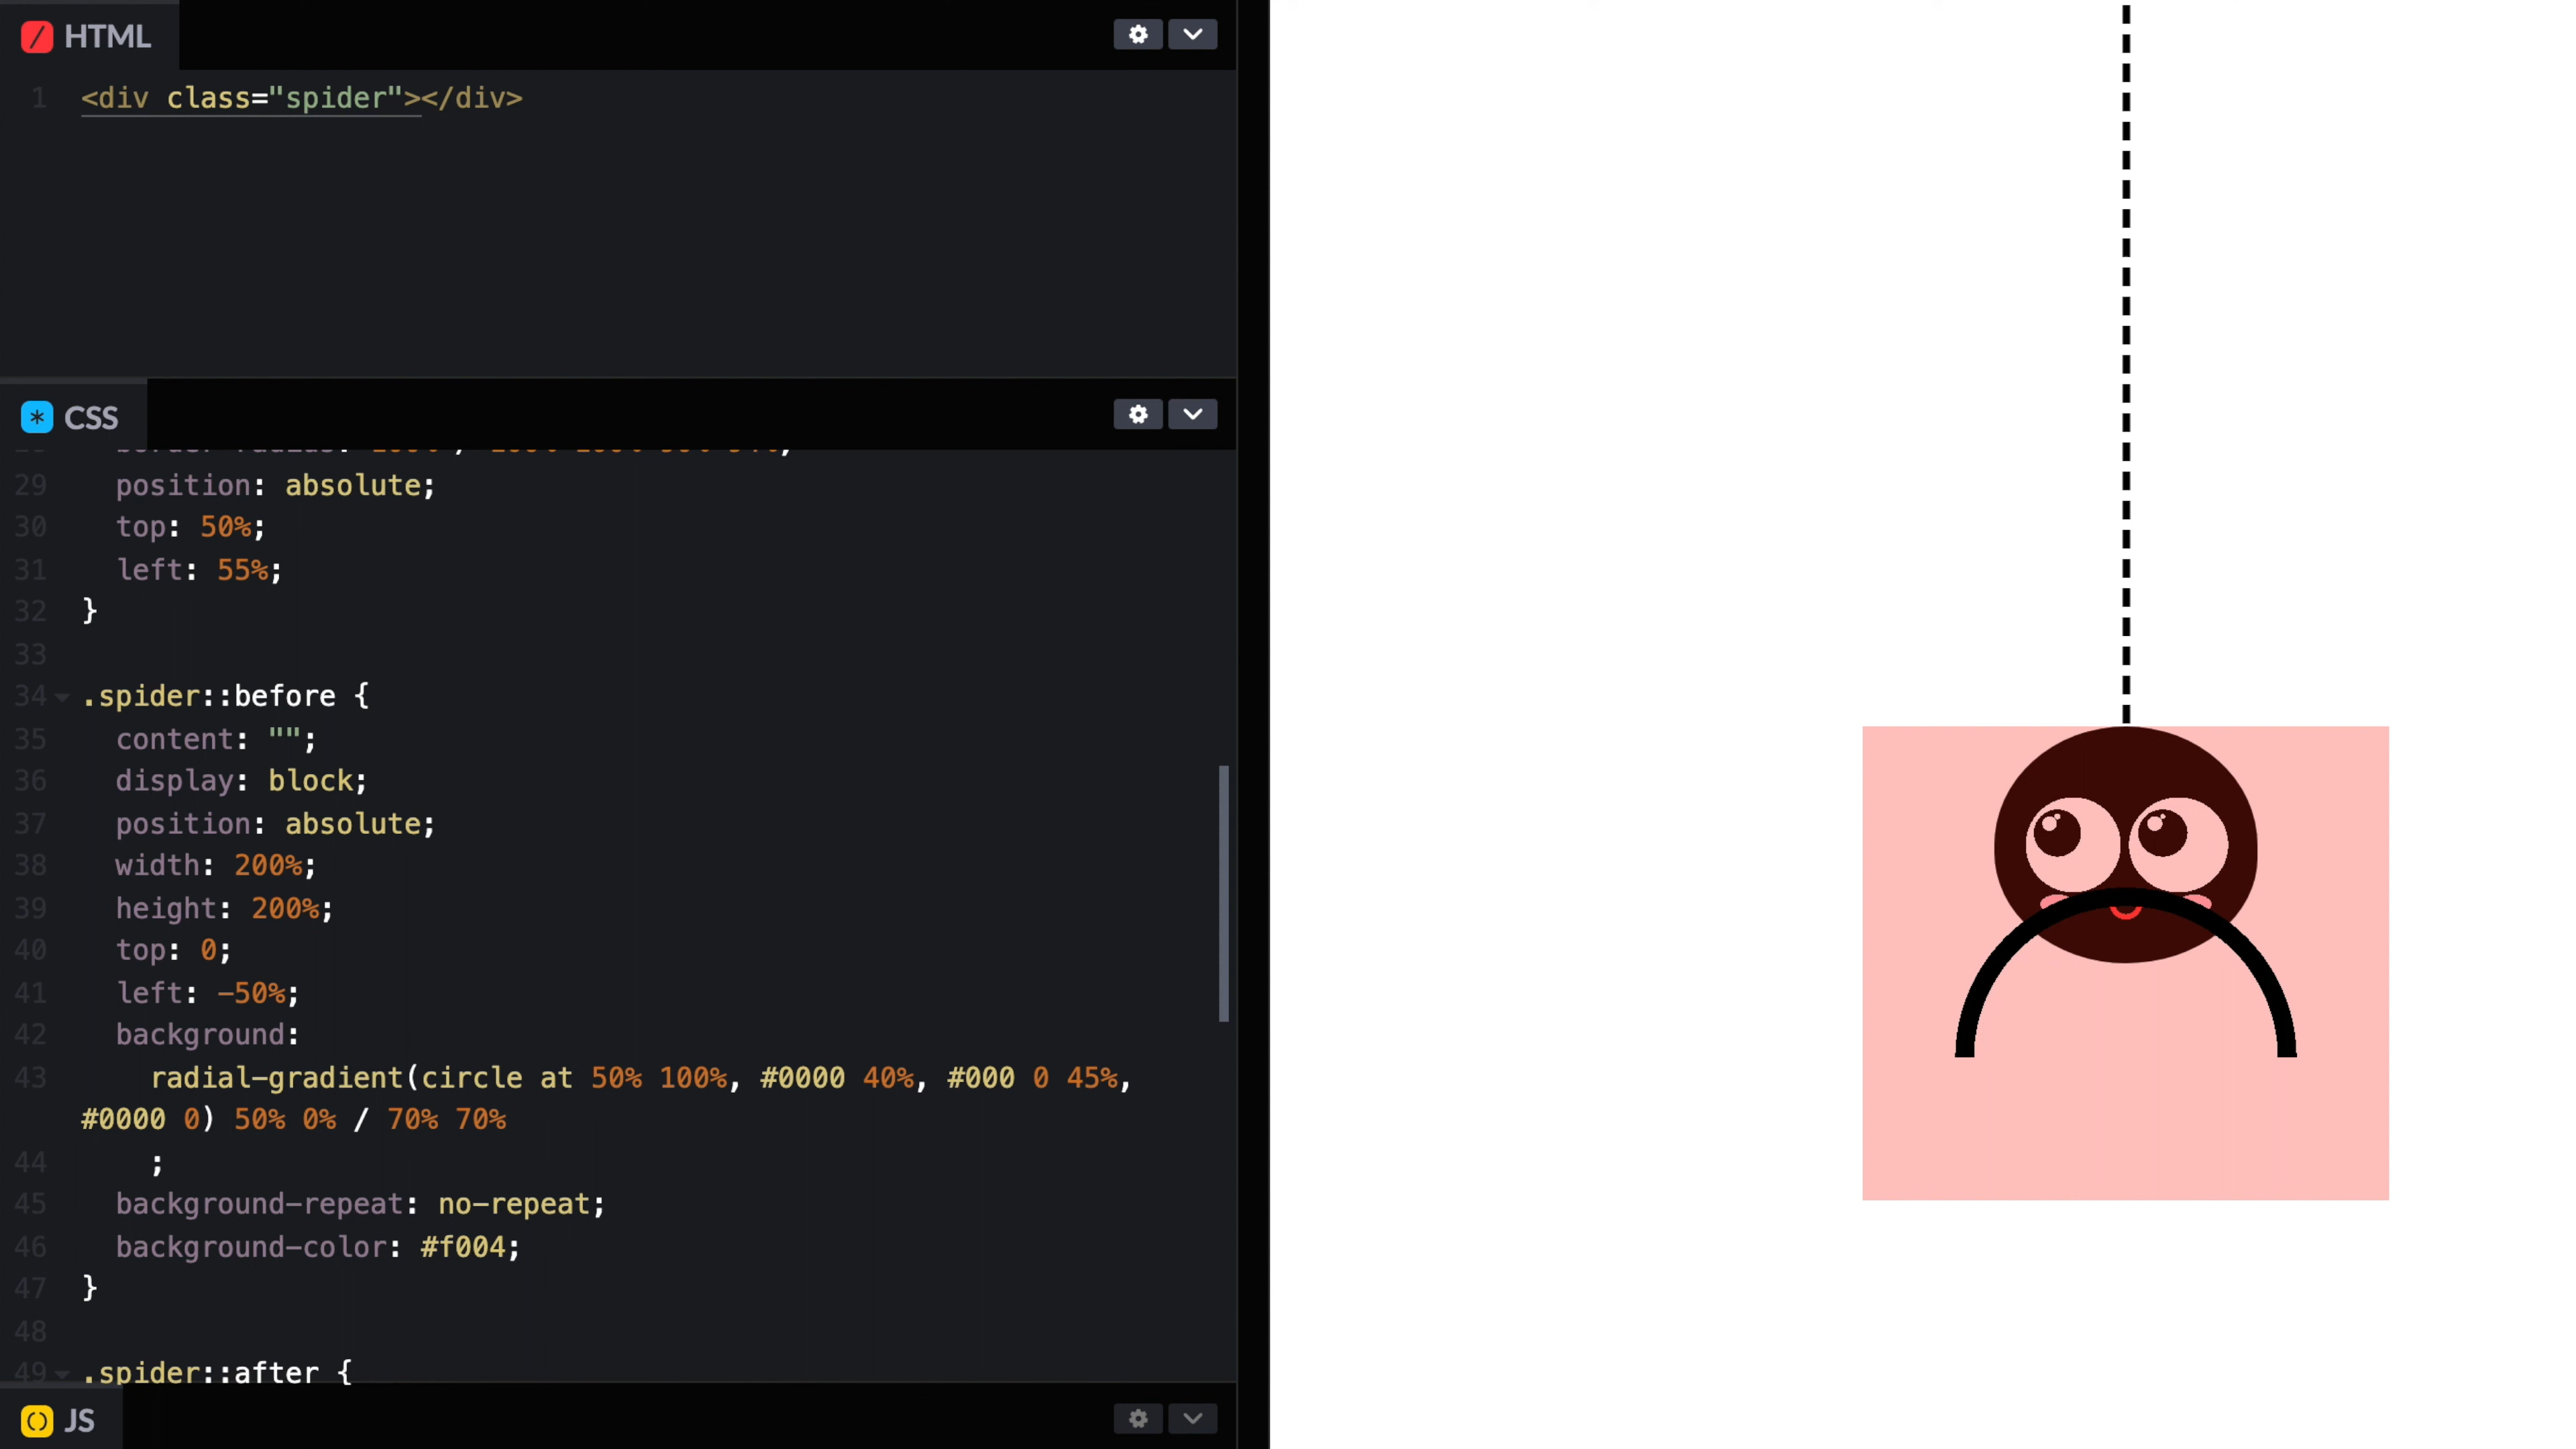 HTML
1 <div class="spider"></div>
CSS
29 position: absolute;
30 top: 50%;
31 left: 55%;
32 }
33
34 .spider::before {
35 content: "";
36 display: block;
37 position: absolute;
38 width: 200%;
39 height: 200%;
40 top: 0;
41 left: -50%;
42 background:
43 radial-gradient(circle at 50% 100%, #0000 40%, #000 0 45%,
#0000 0) 50% 0% / 70% 70%
44 ;
45 background-repeat: no-repeat;
46 background-color: #f004;
47 }
48
49 .spider::after {
JS